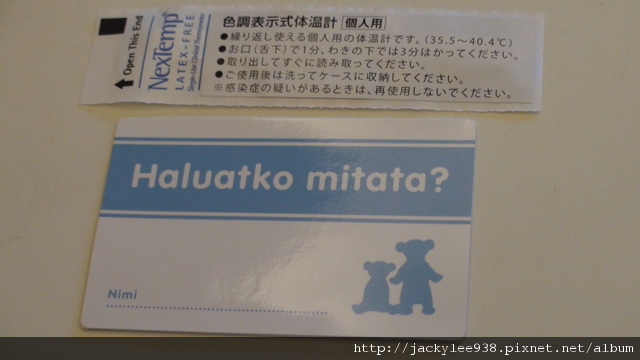 Open This End
NexTemp
LATEX-FREE
Single-Use Clinical Thermometer
色調表示式体温計 個人用
●繰り返し使える個人用の体温計です。(35.5〜40.4℃)
●お口(舌下)で1分、わきの下では3分はかってください。
●取り出してすぐに読み取ってください。
●ご使用後は洗ってケースに収納してください。
※感染症の疑いがあるときは、再使用しないでください。
Haluatko mitata?
Nimi
http://jackylee938.pixnet.net/album